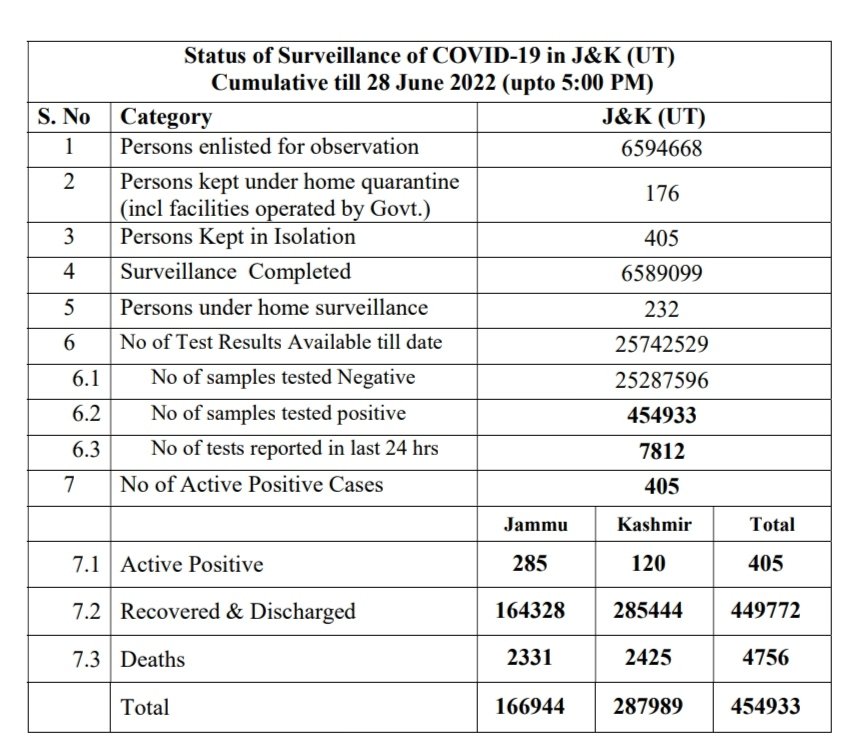 Status of Surveillance of COVID-19 in J&K (UT)
Cumulative till 28 June 2022 (upto 5:00 PM)
S. No Category J&K (UT)
1 Persons enlisted for observation 6594668
2 Persons kept under home quarantine
(incl facilities operated by Govt.) 176
3 Persons Kept in Isolation 405
4 Surveillance Completed 6589099
5 Persons under home surveillance 232
6 No of Test Results Available till date 25742529
6.1 No of samples tested Negative 25287596
6.2 No of samples tested positive 454933
6.3 No of tests reported in last 24 hrs 7812
7 No of Active Positive Cases 405
Jammu Kashmir Total
7.1 Active Positive 285 120 405
7.2 Recovered & Discharged 164328 285444 449772
7.3 Deaths 2331 2425 4756
Total 166944 287989 454933